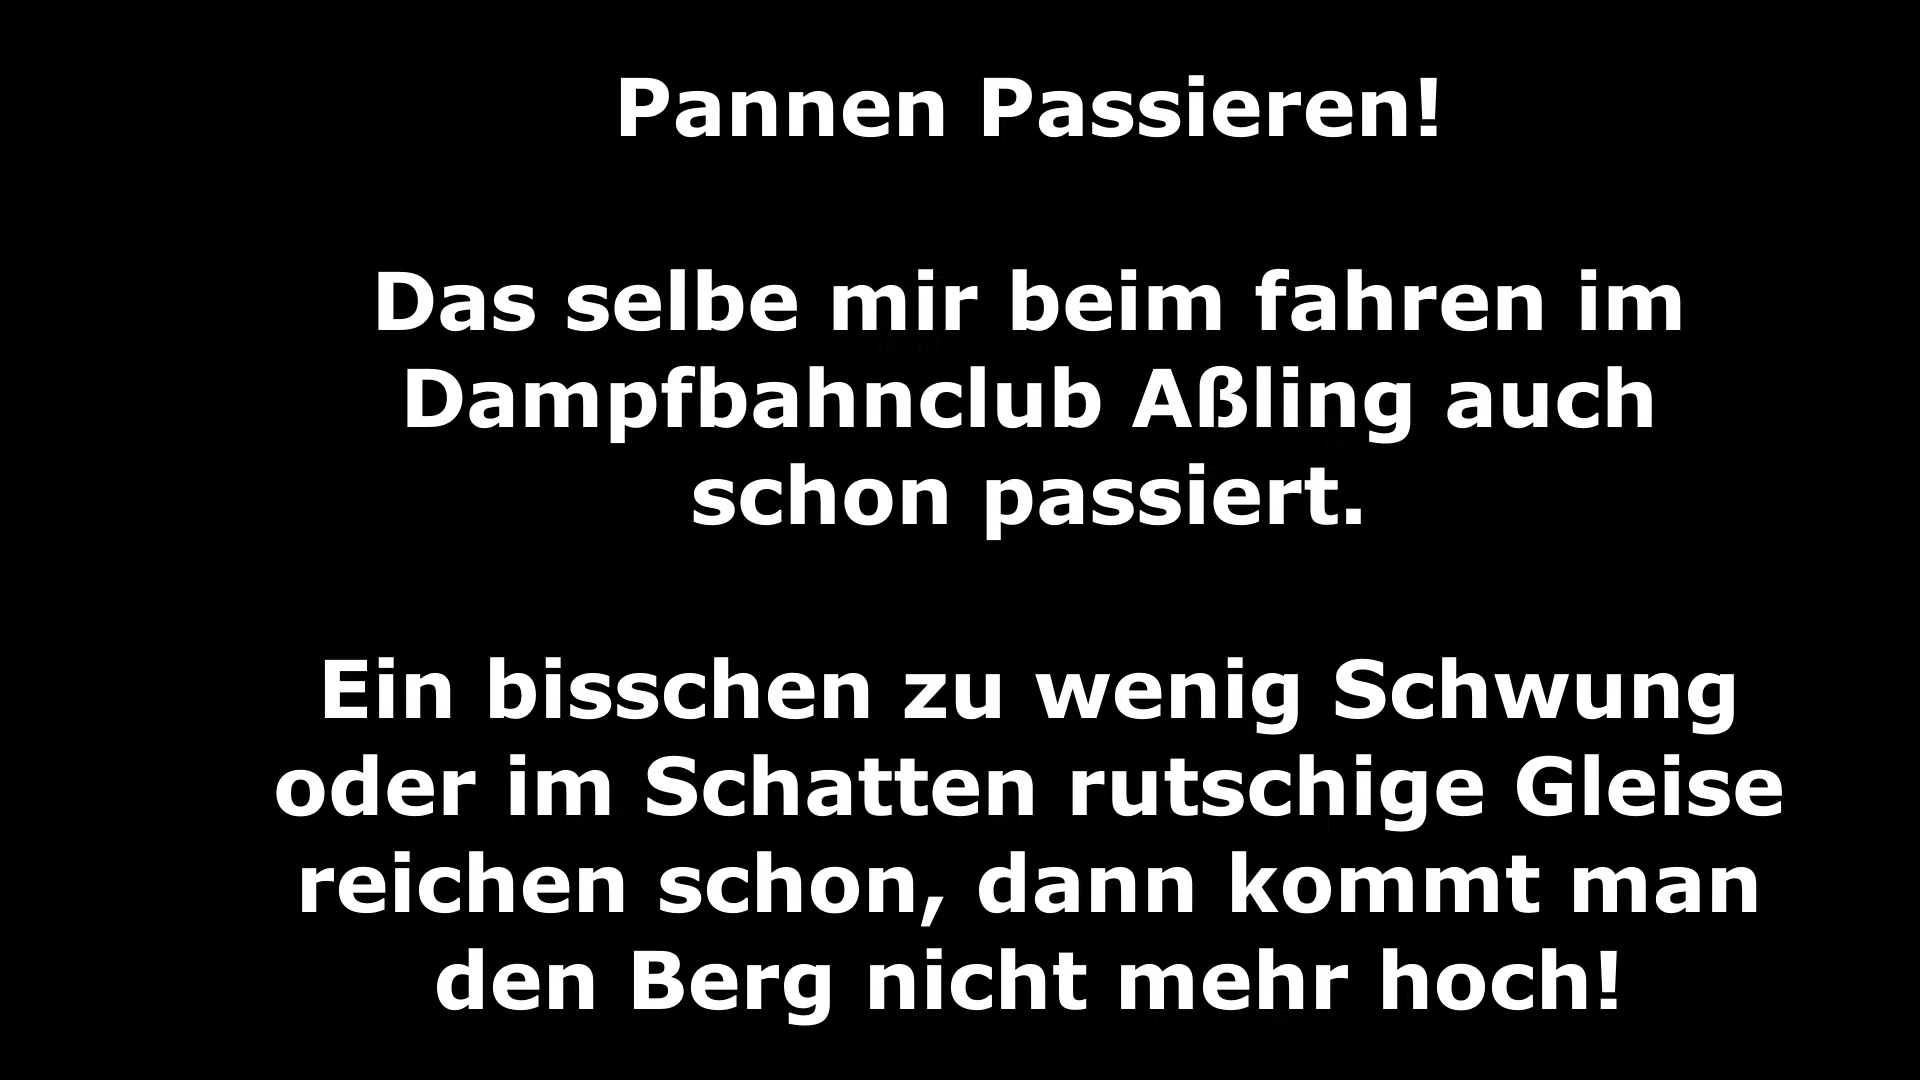 Pannen Passieren!
Das selbe mir beim fahren im
Dampfbahnclub Aßling auch
schon passiert.
Ein bisschen zu wenig Schwung
oder im Schatten rutschige Gleise
reichen schon, dann kommt man
den Berg nicht mehr hoch!